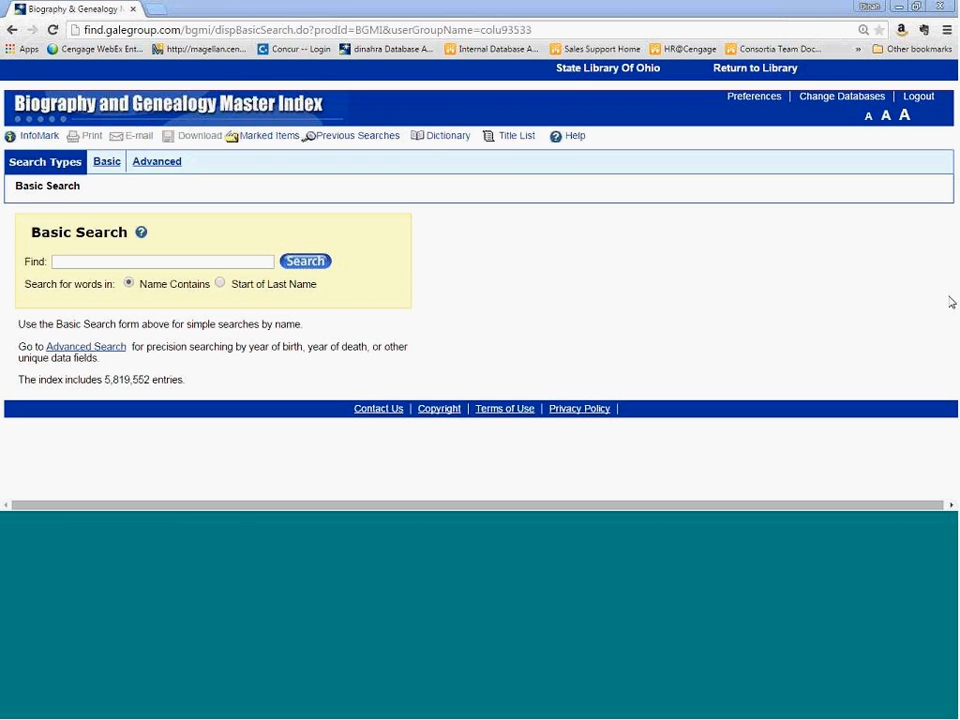 Biography & Genealogy M
Dinah
find.galegroup.com/bgmi/dispBasicSearch.do?prodId=BGMI&userGroupName=colu93533
Apps Cengage WebEx Ent... http://magellan.cen... Concur -- Login dinahra Database A... Internal Database A... Sales Support Home HR@Cengage Consortia Team Doc... » Other bookmarks
State Library Of Ohio Return to Library
Biography and Genealogy Master Index
Preferences | Change Databases | Logout
A A A
InfoMark Print E-mail Download Marked Items Previous Searches Dictionary Title List Help
Search Types Basic Advanced
Basic Search
Basic Search ?
Find: Search
Search for words in: Name Contains Start of Last Name
Use the Basic Search form above for simple searches by name.
Go to Advanced Search for precision searching by year of birth, year of death, or other
unique data fields.
The index includes 5,819,552 entries.
Contact Us | Copyright | Terms of Use | Privacy Policy |